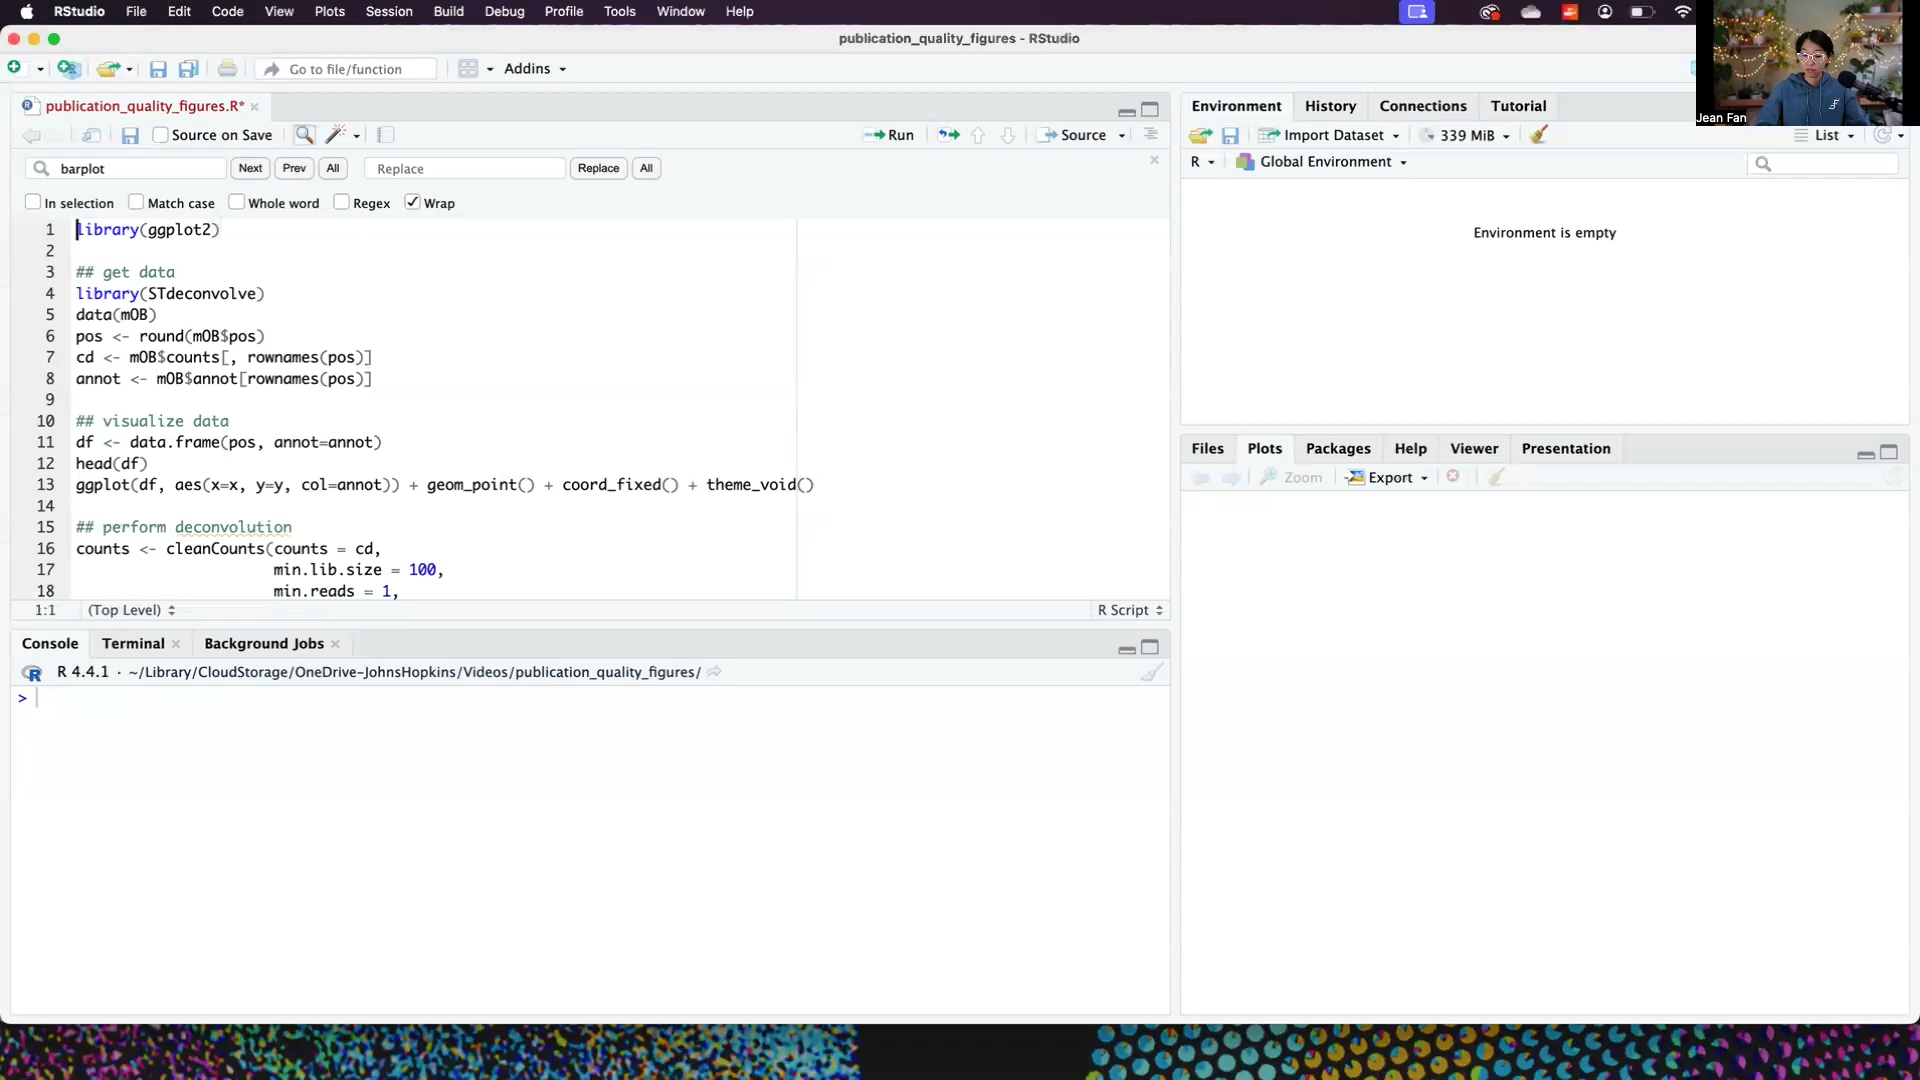 RStudio File Edit Code View Plots Session Build Debug Profile Tools Window Help
publication_quality_figures - RStudio
Go to file/function Addins
publication_quality_figures.R*
Source on Save Run Source
barplot Next Prev All Replace Replace All
In selection Match case Whole word Regex Wrap
1 library(ggplot2)
2
3 ## get data
4 library(STdeconvolve)
5 data(mOB)
6 pos <- round(mOB$pos)
7 cd <- mOB$counts[, rownames(pos)]
8 annot <- mOB$annot[rownames(pos)]
9
10 ## visualize data
11 df <- data.frame(pos, annot=annot)
12 head(df)
13 ggplot(df, aes(x=x, y=y, col=annot)) + geom_point() + coord_fixed() + theme_void()
14
15 ## perform deconvolution
16 counts <- cleanCounts(counts = cd,
17 min.lib.size = 100,
18 min.reads = 1,
1:1 (Top Level) R Script
Console Terminal Background Jobs
R 4.4.1 · ~/Library/CloudStorage/OneDrive-JohnsHopkins/Videos/publication_quality_figures/
>
Jean Fan
Environment History Connections Tutorial
Import Dataset 339 MiB List
R Global Environment
Environment is empty
Files Plots Packages Help Viewer Presentation
Zoom Export